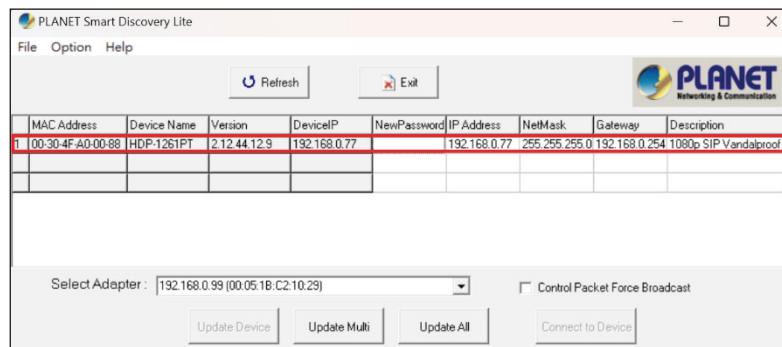 PLANET Smart Discovery Lite
File Option Help
Refresh Exit
PLANET
Networking & Communication
MAC Address Device Name Version DeviceIP NewPassword IP Address NetMask Gateway Description
1 00-30-4F-A0-00-88 HDP-1261PT 2.12.44.12.9 192.168.0.77 192.168.0.77 255.255.255.0 192.168.0.254 1080p SIP Vandalproof
Select Adapter : 192.168.0.99 (00:05:1B:C2:10:29) Control Packet Force Broadcast
Update Device Update Multi Update All Connect to Device